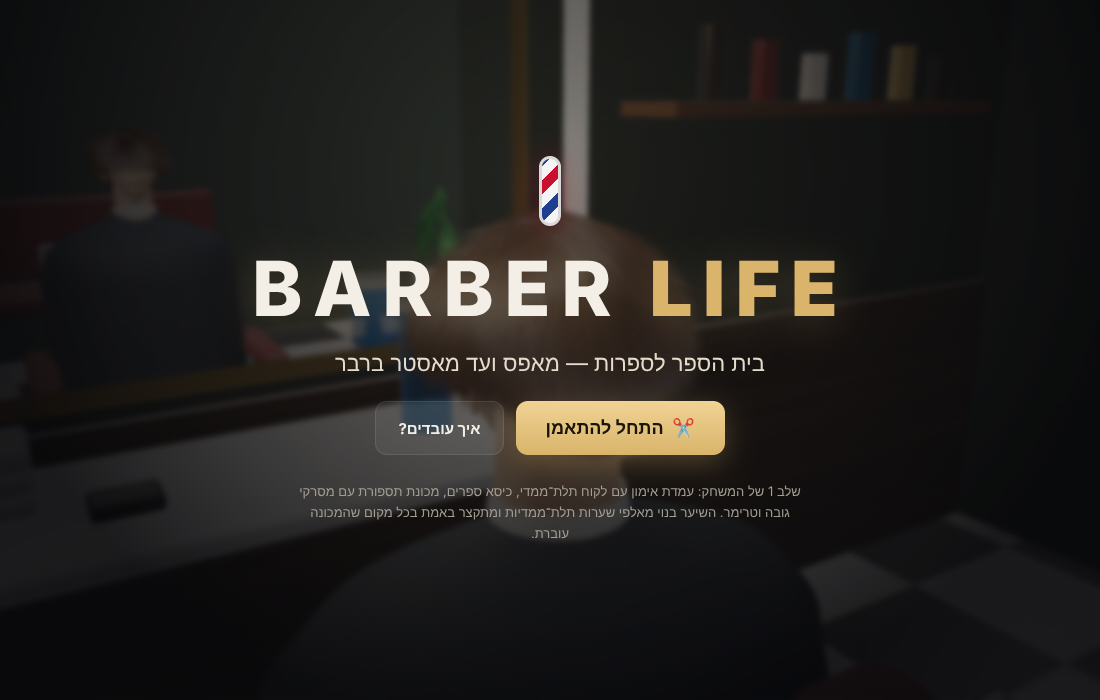 BARBER LIFE
בית הספר לספרות — מאפס ועד מאסטר ברבר
✂️ התחל להתאמן
איך עובדים?
שלב 1 של המשחק: עמדת אימון עם לקוח תלת־ממדי, כיסא ספרים, מכונת תספורת עם מסרקי
גובה וטרימר. השיער בנוי מאלפי שערות תלת־ממדיות ומתקצר באמת בכל מקום שהמכונה
עוברת.